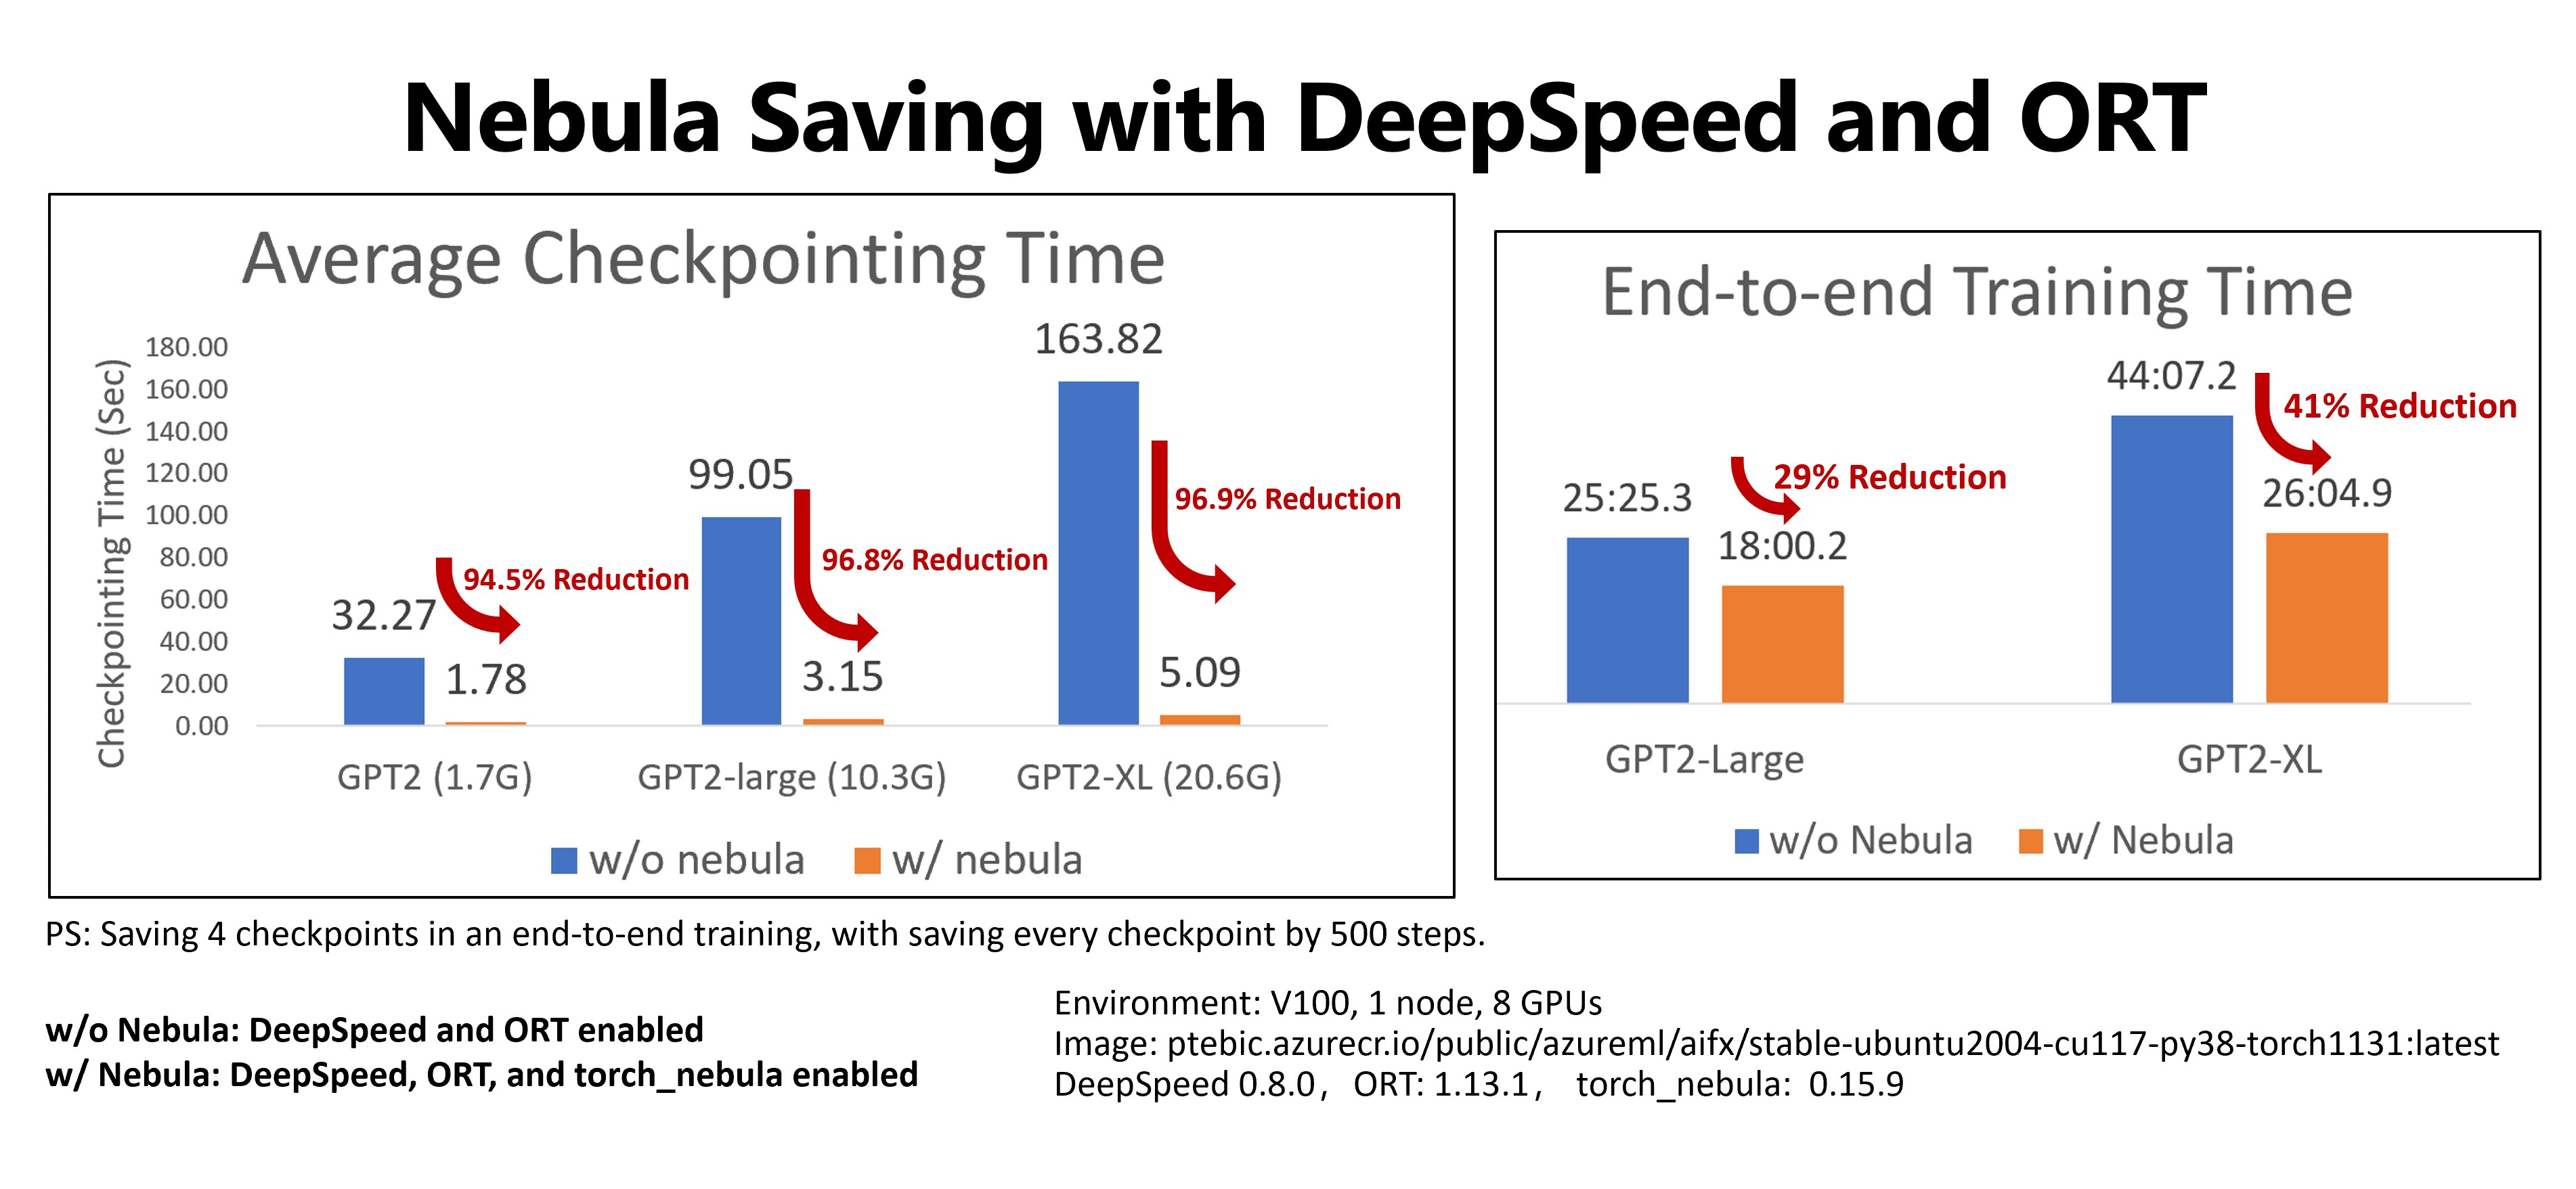 Nebula Saving with DeepSpeed and ORT
Average Checkpointing Time
Checkpointing Time (Sec)
180.00
160.00
140.00
120.00
100.00
80.00
60.00
40.00
20.00
0.00
32.27
1.78
94.5% Reduction
99.05
3.15
96.8% Reduction
163.82
5.09
96.9% Reduction
GPT2 (1.7G)
GPT2-large (10.3G)
GPT2-XL (20.6G)
w/o nebula
w/ nebula
End-to-end Training Time
25:25.3
18:00.2
29% Reduction
44:07.2
26:04.9
41% Reduction
GPT2-Large
GPT2-XL
w/o Nebula
w/ Nebula
PS: Saving 4 checkpoints in an end-to-end training, with saving every checkpoint by 500 steps.
w/o Nebula: DeepSpeed and ORT enabled
w/ Nebula: DeepSpeed, ORT, and torch_nebula enabled
Environment: V100, 1 node, 8 GPUs
Image: ptebic.azurecr.io/public/azureml/aifx/stable-ubuntu2004-cu117-py38-torch1131:latest
DeepSpeed 0.8.0， ORT: 1.13.1， torch_nebula: 0.15.9